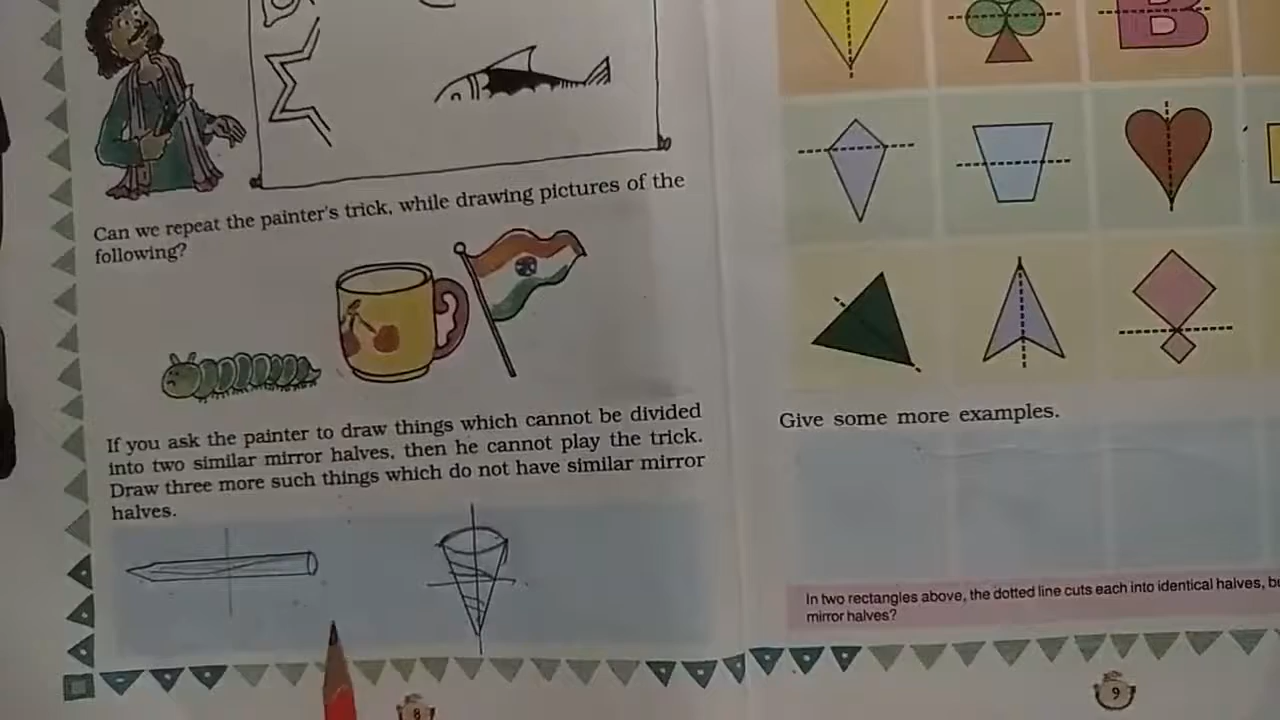 Can we repeat the painter's trick, while drawing pictures of the
following?
If you ask the painter to draw things which cannot be divided
into two similar mirror halves, then he cannot play the trick.
Draw three more such things which do not have similar mirror
halves.
8
B
Give some more examples.
In two rectangles above, the dotted line cuts each into identical halves, bu
mirror halves?
9